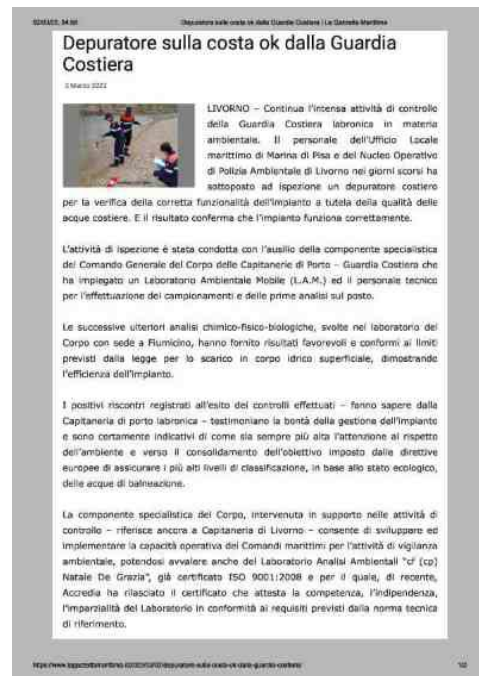 Depuratore sulla costa ok dalla Guardia Costiera | La Gazzetta Marittima
Depuratore sulla costa ok dalla Guardia
Costiera
2 Marzo 2022
LIVORNO – Continua l'intensa attività di controllo
della Guardia Costiera labronica in materia
ambientale. Il personale dell'Ufficio Locale
marittimo di Marina di Pisa e del Nucleo Operativo
di Polizia Ambientale di Livorno nei giorni scorsi ha
sottoposto ad ispezione un depuratore costiero
per la verifica della corretta funzionalità dell'impianto a tutela della qualità delle
acque costiere. E il risultato conferma che l'impianto funziona correttamente.
L'attività di ispezione è stata condotta con l'ausilio della componente specialistica
del Comando Generale del Corpo delle Capitanerie di Porto – Guardia Costiera che
ha impiegato un Laboratorio Ambientale Mobile (L.A.M.) ed il personale tecnico
per l'effettuazione dei campionamenti e delle prime analisi sul posto.
Le successive ulteriori analisi chimico-fisico-biologiche, svolte nel laboratorio del
Corpo con sede a Fiumicino, hanno fornito risultati favorevoli e conformi ai limiti
previsti dalla legge per lo scarico in corpo idrico superficiale, dimostrando
l'efficienza dell'impianto.
I positivi riscontri registrati all'esito dei controlli effettuati – fanno sapere dalla
Capitaneria di porto labronica – testimoniano la bontà della gestione dell'impianto
e sono certamente indicativi di come sia sempre più alta l'attenzione al rispetto
dell'ambiente e verso il consolidamento dell'obiettivo imposto dalle direttive
europee di assicurare i più alti livelli di classificazione, in base allo stato ecologico,
delle acque di balneazione.
La componente specialistica del Corpo, intervenuta in supporto nelle attività di
controllo – riferisce ancora a Capitaneria di Livorno – consente di sviluppare ed
implementare la capacità operativa dei Comandi marittimi per l'attività di vigilanza
ambientale, potendosi avvalere anche del Laboratorio Analisi Ambientali "cf (cp)
Natale De Grazia", già certificato ISO 9001:2008 e per il quale, di recente,
Accredia ha rilasciato il certificato che attesta la competenza, l'indipendenza,
l'imparzialità del Laboratorio in conformità ai requisiti previsti dalla norma tecnica
di riferimento.